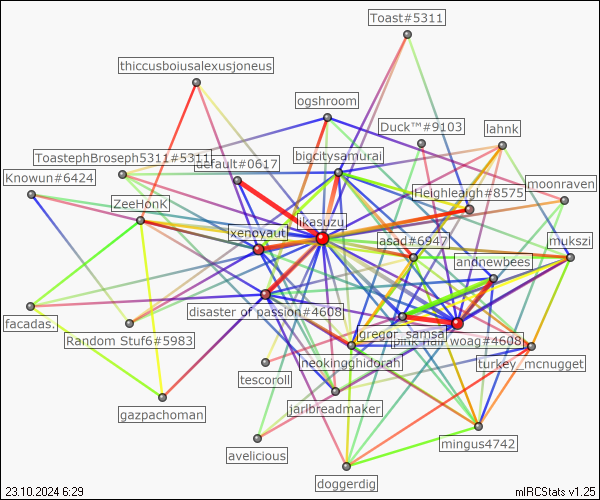 Toast#5311
thiccusboiusalexusjoneus
ogshroom
Duck™#9103
lahnk
ToastephBroseph5311#5311
default#0617
bigcitysamurai
Knowun#6424
Heighleaigh#8575
moonraven
ZeeHonK
ikasuzu
xenoyaut
asad#6947
mukszi
andnewbees
disaster of passion#4608
facadas.
Random Stuf6#5983
gregor_samsa
woag#4608
neokingghidorah
turkey_mcnugget
tescoroll
gazpachoman
jarlbreadmaker
mingus4742
avelicious
doggerdig
23.10.2024 6:29
mIRCStats v1.25